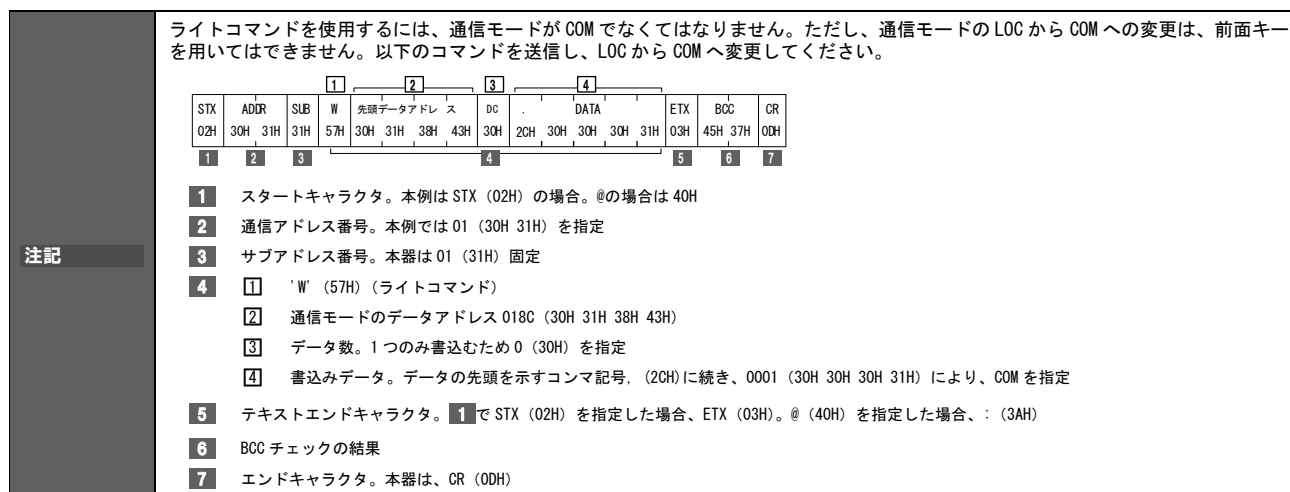 ライトコマンドを使用するには、通信モードが COM でなくてはなりません。ただし、通信モードの LOC から COM への変更は、前面キー
を用いてはできません。以下のコマンドを送信し、LOC から COM へ変更してください。
1 2 3 4
STX ADDR SUB W 先頭データアドレ ス DC . DATA ETX BCC CR
02H 30H 31H 31H 57H 30H 31H 38H 43H 30H 2CH 30H 30H 30H 31H 03H 45H 37H 0DH
1 2 3 4 5 6 7
1 スタートキャラクタ。本例は STX (02H) の場合。@の場合は 40H
2 通信アドレス番号。本例では 01 (30H 31H) を指定
注記
3 サブアドレス番号。本器は 01 (31H) 固定
4 1 'W' (57H) (ライトコマンド)
2 通信モードのデータアドレス 018C (30H 31H 38H 43H)
3 データ数。1 つのみ書込むため 0 (30H) を指定
4 書込みデータ。データの先頭を示すコンマ記号, (2CH)に続き、0001 (30H 30H 30H 31H) により、COM を指定
5 テキストエンドキャラクタ。 1 で STX (02H) を指定した場合、ETX (03H)。@ (40H) を指定した場合、: (3AH)
6 BCC チェックの結果
7 エンドキャラクタ。本器は、CR (0DH)